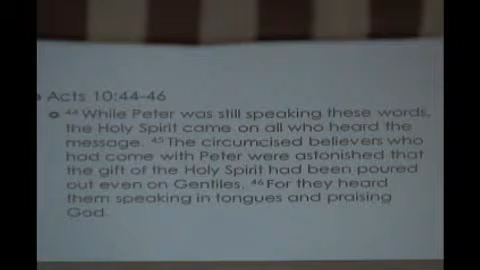 Acts 10:44-46
44 While Peter was still speaking these words,
the Holy Spirit came on all who heard the
message. 45 The circumcised believers who
had come with Peter were astonished that
the gift of the Holy Spirit had been poured
out even on Gentiles. 46 For they heard
them speaking in tongues and praising
God.